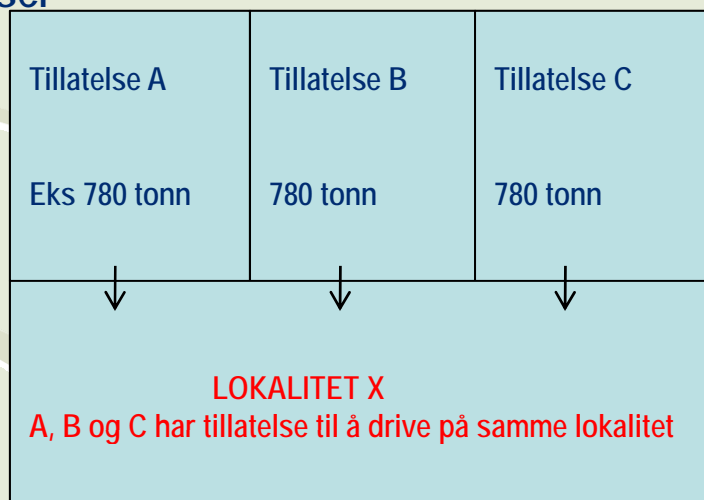 Tillatelse A Tillatelse B Tillatelse C
Eks 780 tonn 780 tonn 780 tonn
LOKALITET X
A, B og C har tillatelse til å drive på samme lokalitet